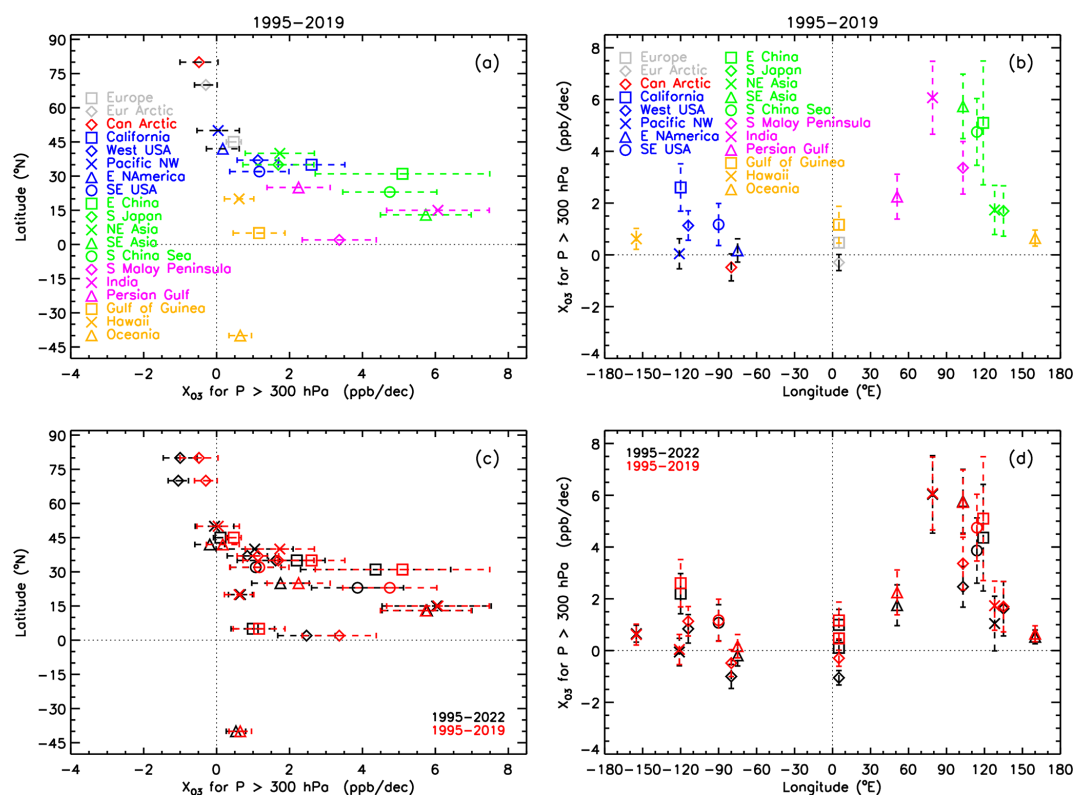 1995-2019
(a)
Europe
Eur Arctic
Can Arctic
California
West USA
Pacific NW
E NAmerica
SE USA
E China
S Japan
NE Asia
SE Asia
S China Sea
S Malay Peninsula
India
Persian Gulf
Gulf of Guinea
Hawaii
Oceania
Latitude (°N)
90
75
60
45
30
15
0
-15
-30
-45
-4 -2 0 2 4 6 8
X₀₃ for P > 300 hPa (ppb/dec)
1995-2019
(b)
Europe
Eur Arctic
Can Arctic
California
West USA
Pacific NW
E NAmerica
SE USA
E China
S Japan
NE Asia
SE Asia
S China Sea
S Malay Peninsula
India
Persian Gulf
Gulf of Guinea
Hawaii
Oceania
X₀₃ for P > 300 hPa (ppb/dec)
8
6
4
2
0
-2
-4
-180-150-120 -90 -60 -30 0 30 60 90 120 150 180
Longitude (°E)
(c)
Latitude (°N)
90
75
60
45
30
15
0
-15
-30
-45
1995-2022
1995-2019
-4 -2 0 2 4 6 8
X₀₃ for P > 300 hPa (ppb/dec)
1995-2022
1995-2019
(d)
X₀₃ for P > 300 hPa (ppb/dec)
8
6
4
2
0
-2
-4
-180-150-120 -90 -60 -30 0 30 60 90 120 150 180
Longitude (°E)